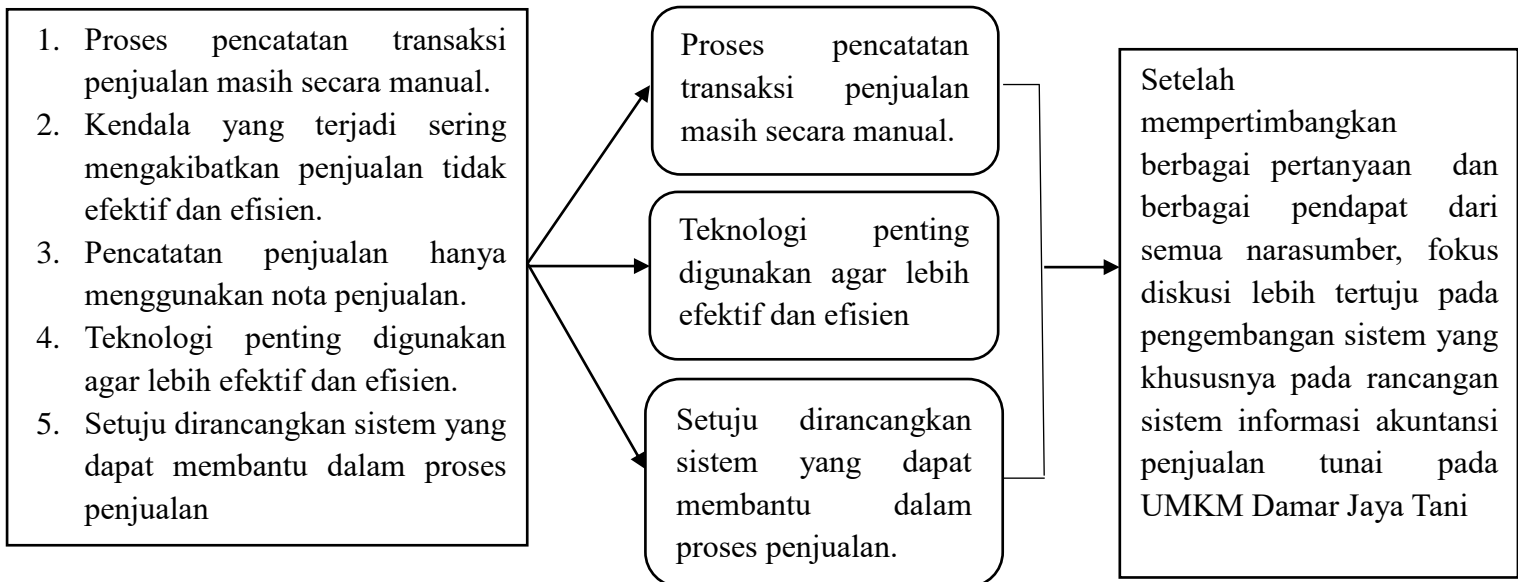 1. Proses pencatatan transaksi
penjualan masih secara manual.
2. Kendala yang terjadi sering
mengakibatkan penjualan tidak
efektif dan efisien.
3. Pencatatan penjualan hanya
menggunakan nota penjualan.
4. Teknologi penting digunakan
agar lebih efektif dan efisien.
5. Setuju dirancangkan sistem yang
dapat membantu dalam proses
penjualan
Proses pencatatan
transaksi penjualan
masih secara manual.
Teknologi penting
digunakan agar lebih
efektif dan efisien
Setuju dirancangkan
sistem yang dapat
membantu dalam
proses penjualan.
Setelah
mempertimbangkan
berbagai pertanyaan dan
berbagai pendapat dari
semua narasumber, fokus
diskusi lebih tertuju pada
pengembangan sistem yang
khususnya pada rancangan
sistem informasi akuntansi
penjualan tunai pada
UMKM Damar Jaya Tani